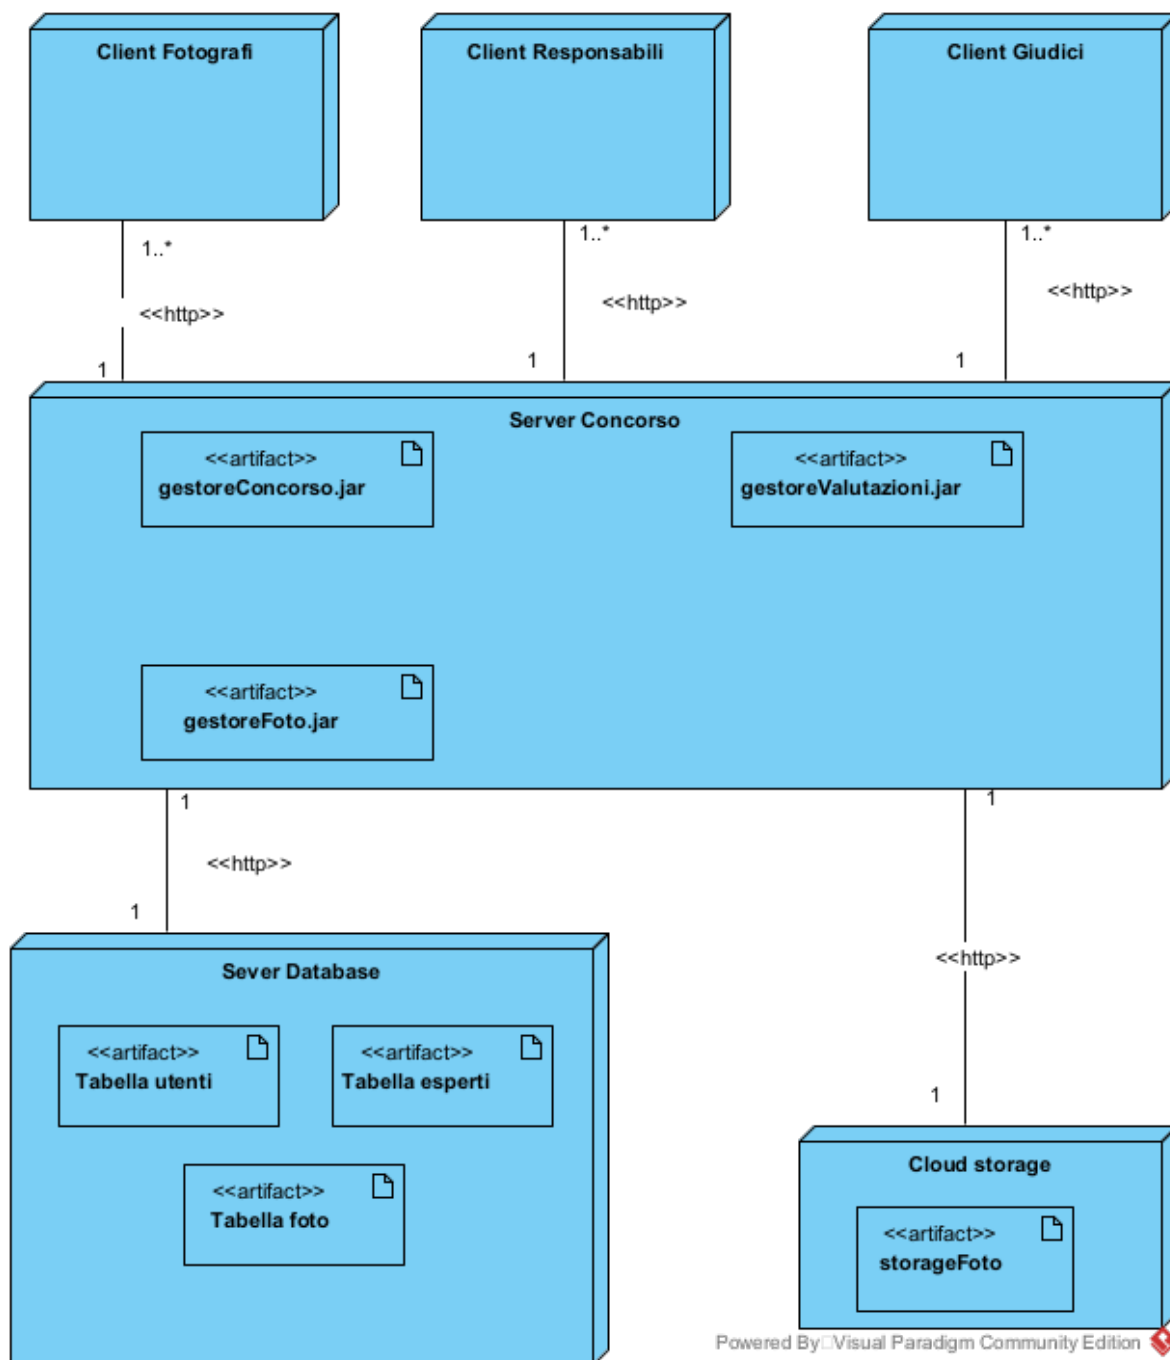 Client Fotografi
Client Responsabili
Client Giudici
1..*
1..*
1..*
<<http>>
<<http>>
<<http>>
1
1
1
Server Concorso
<<artifact>>
gestoreConcorso.jar
<<artifact>>
gestoreValutazioni.jar
<<artifact>>
gestoreFoto.jar
1
1
<<http>>
1
Sever Database
<<artifact>>
Tabella utenti
<<artifact>>
Tabella esperti
<<artifact>>
Tabella foto
<<http>>
1
Cloud storage
<<artifact>>
storageFoto
Powered By Visual Paradigm Community Edition